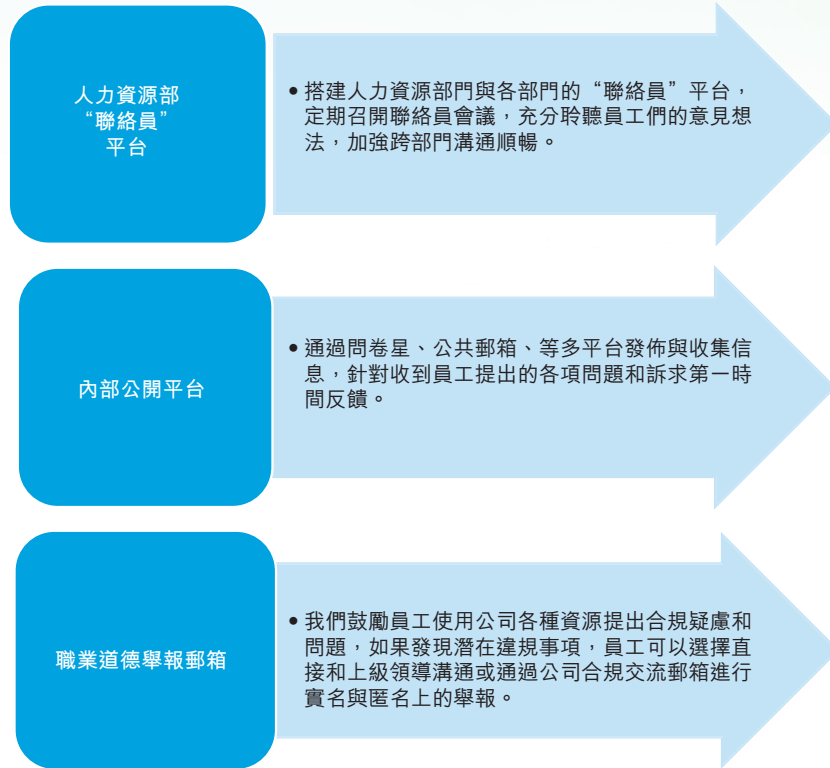 人力資源部
“聯絡員”
平台
• 搭建人力資源部門與各部門的“聯絡員”平台，
定期召開聯絡員會議，充分聆聽員工們的意見想
法，加強跨部門溝通順暢。
內部公開平台
• 通過問卷星、公共郵箱、等多平台發佈與收集信
息，針對收到員工提出的各項問題和訴求第一時
間反饋。
職業道德舉報郵箱
• 我們鼓勵員工使用公司各種資源提出合規疑慮和
問題，如果發現潛在違規事項，員工可以選擇直
接和上級領導溝通或通過公司合規交流郵箱進行
實名與匿名上的舉報。